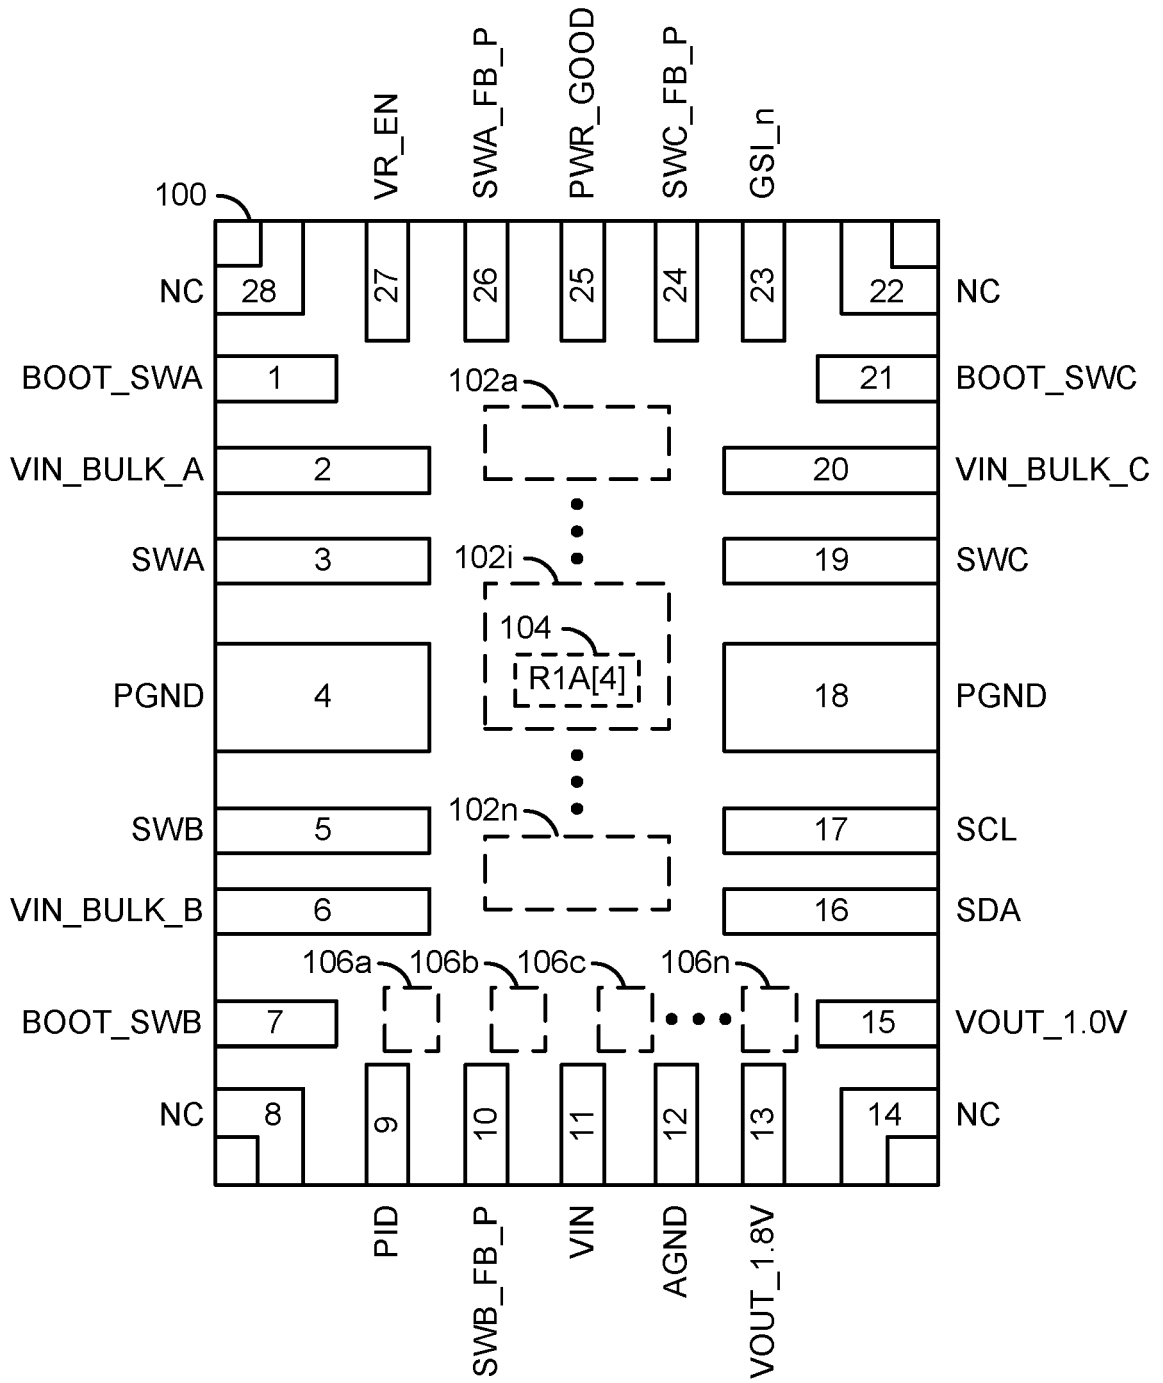 VR_EN
SWA_FB_P
PWR_GOOD
SWC_FB_P
GSI_n
100
27
26
25
24
23
NC
28
22
NC
BOOT_SWA
1
102a
21
BOOT_SWC
VIN_BULK_A
2
20
VIN_BULK_C
SWA
3
102i
19
SWC
104
R1A[4]
PGND
4
18
PGND
102n
SWB
5
17
SCL
VIN_BULK_B
6
16
SDA
106a
106b
106c
106n
BOOT_SWB
7
15
VOUT_1.0V
NC
8
9
10
11
12
13
14
NC
PID
SWB_FB_P
VIN
AGND
VOUT_1.8V